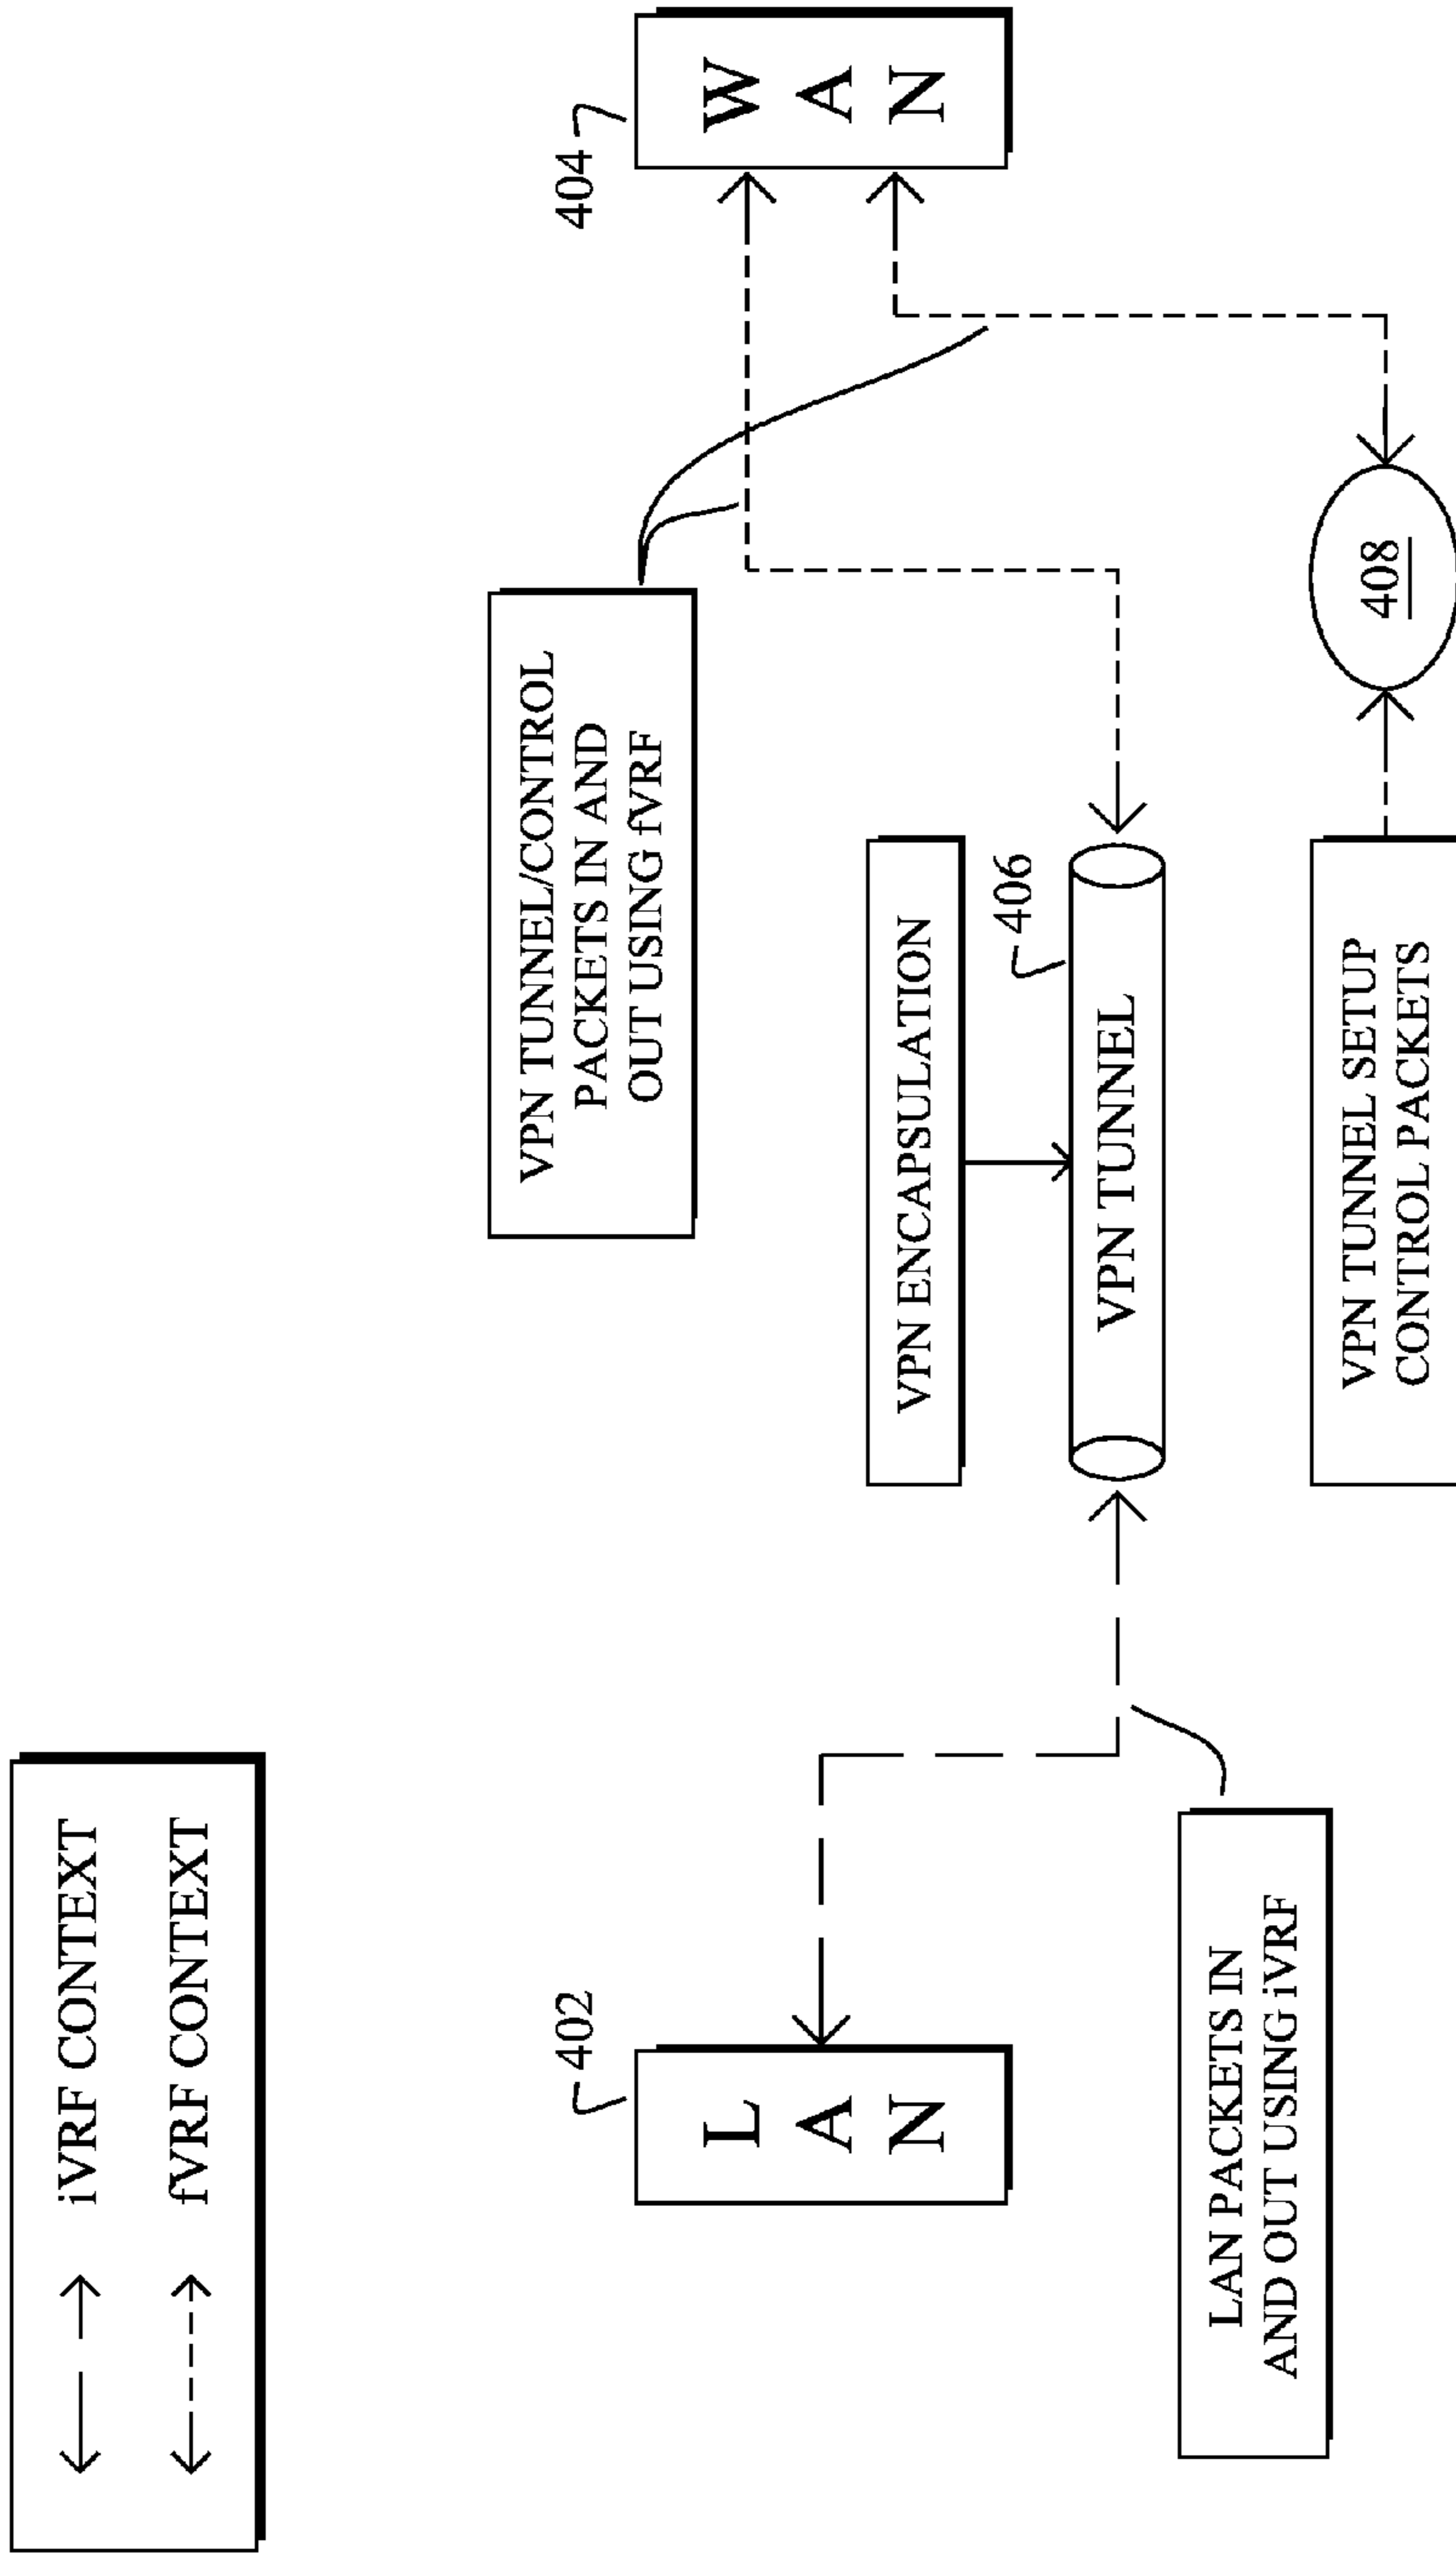 iVRF CONTEXT
fVRF CONTEXT
VPN TUNNEL/CONTROL
PACKETS IN AND
OUT USING fVRF
402
404
L
A
N
W
A
N
VPN ENCAPSULATION
406
VPN TUNNEL
LAN PACKETS IN
AND OUT USING iVRF
VPN TUNNEL SETUP
CONTROL PACKETS
408